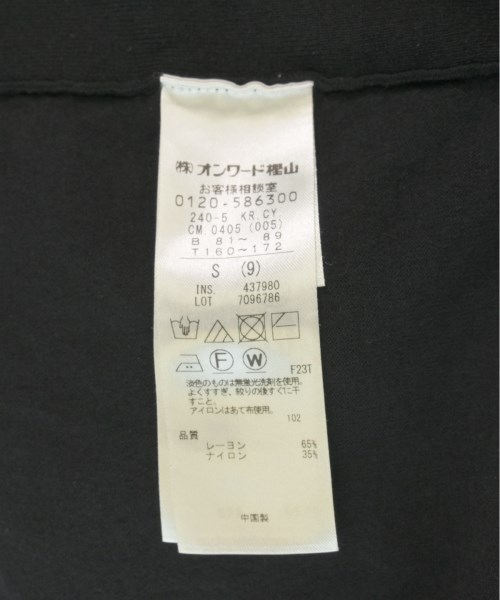 ㈱オンワード樫山
お客様相談室
0120-586300
240-5 KR.CY.
CM 0405 (005)
B 81～ 89
T160～172
S (9)
INS. 437980
LOT 7096786
F W
F23T
淡色のものは無蛍光洗剤を使用。
よくすすぎ、絞りの後すぐに干
すこと。
アイロンはあて布使用。
102
品質
レーヨン 65%
ナイロン 35%
中国製